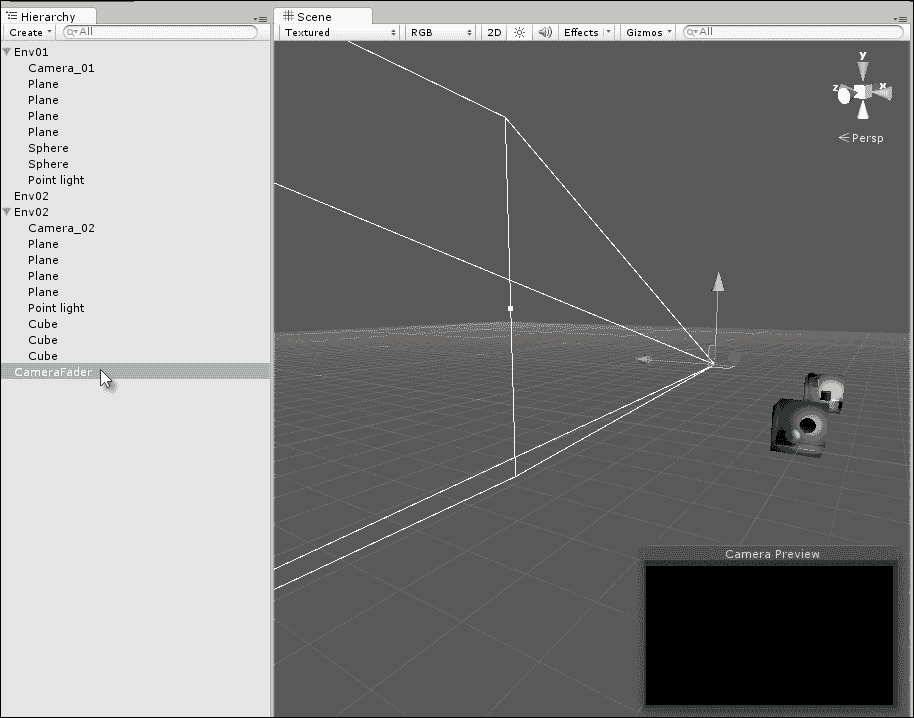 Hierarchy
Create All
Env01
Camera_01
Plane
Plane
Plane
Plane
Sphere
Sphere
Point light
Env02
Env02
Camera_02
Plane
Plane
Plane
Plane
Point light
Cube
Cube
Cube
CameraFader
Scene
Textured RGB 2D Effects Gizmos All
y
z x
Persp
Camera Preview